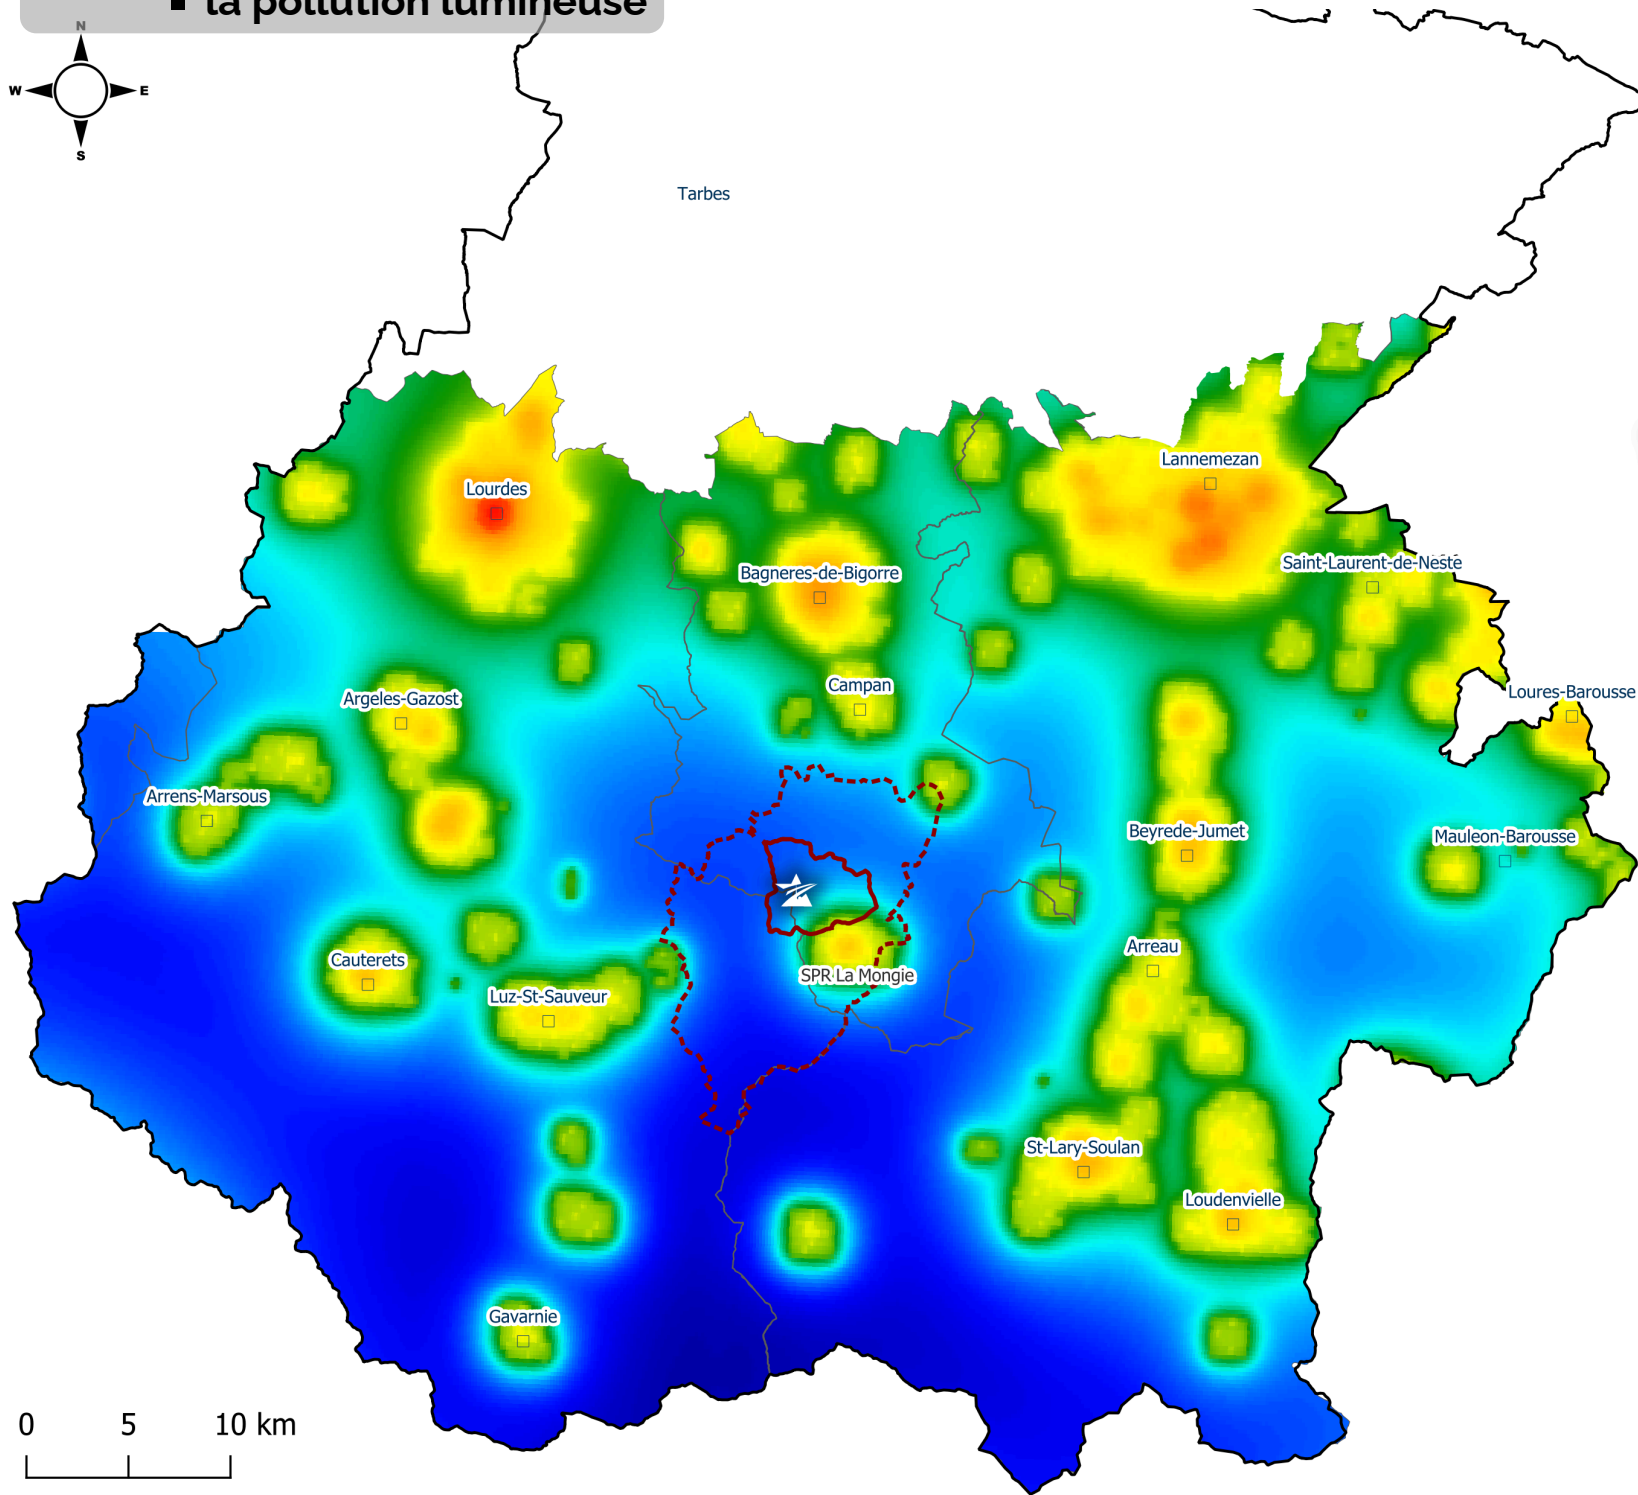 ▪ la pollution lumineuse
N
W E
S
Tarbes
Lannemezan
Lourdes
Saint-Laurent-de-Neste
Bagneres-de-Bigorre
Campan
Loures-Barousse
Argeles-Gazost
Arrens-Marsous
Beyrede-Jumet
Mauleon-Barousse
Arreau
Cauterets
SPR La Mongie
Luz-St-Sauveur
St-Lary-Soulan
Loudenvielle
Gavarnie
0 5 10 km